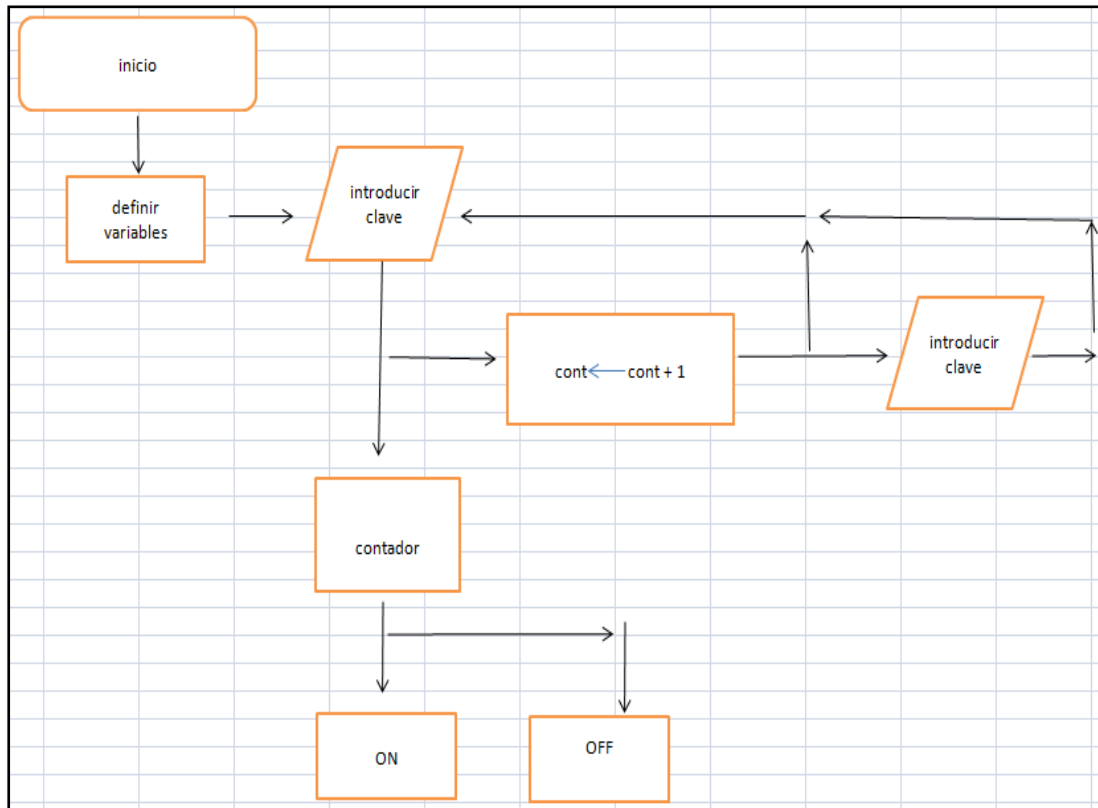 inicio
definir
variables
introducir
clave
introducir
clave
cont ← cont + 1
contador
ON
OFF